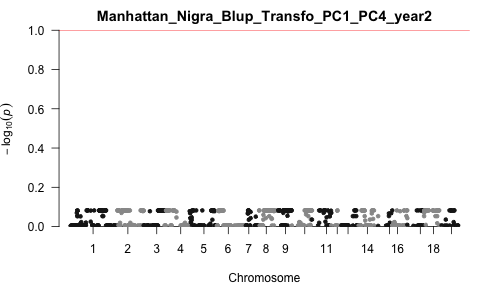 Manhattan_Nigra_Blup_Transfo_PC1_PC4_year2
1.0
0.8
0.6
0.4
0.2
0.0
− log10(p)
1 2 3 4 5 6 7 8 9 11 14 16 18
Chromosome